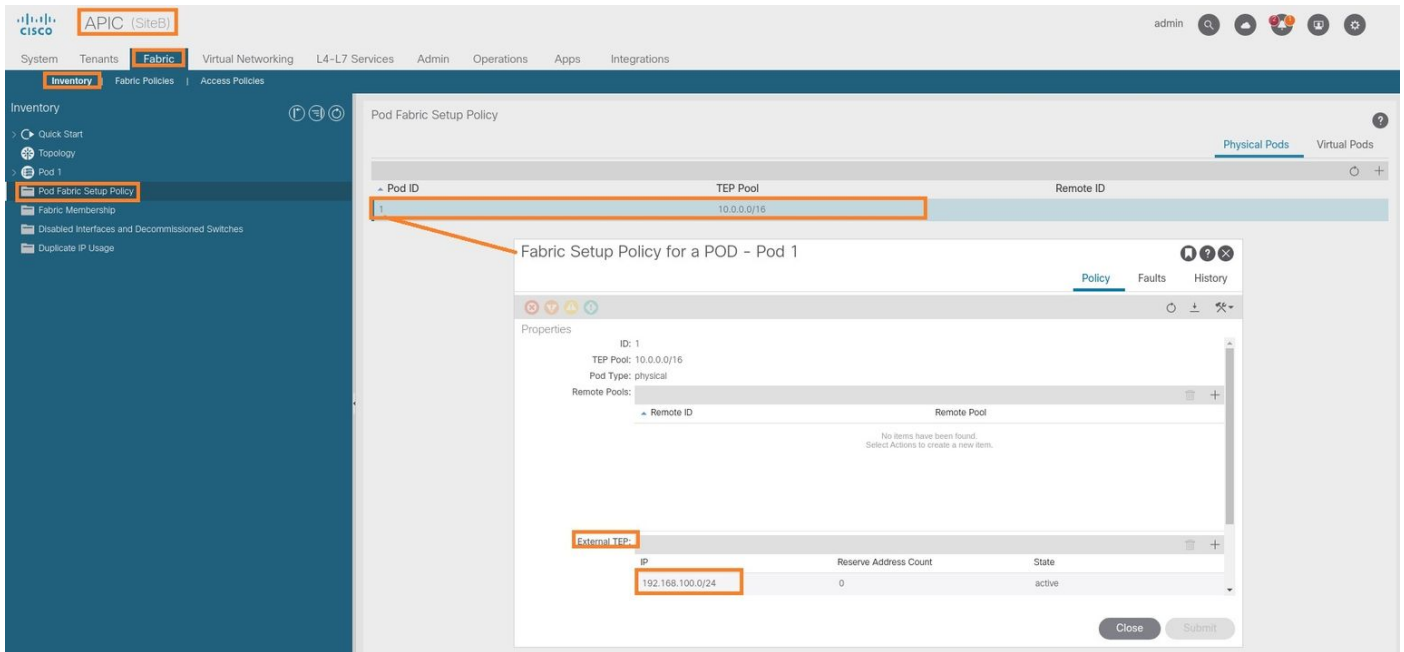 cisco
APIC (SiteB)
admin
System Tenants Fabric Virtual Networking L4-L7 Services Admin Operations Apps Integrations
Inventory | Fabric Policies | Access Policies
Inventory
Quick Start
Topology
Pod 1
Pod Fabric Setup Policy
Fabric Membership
Disabled Interfaces and Decommissioned Switches
Duplicate IP Usage
Pod Fabric Setup Policy
Physical Pods Virtual Pods
Pod ID TEP Pool Remote ID
1 10.0.0.0/16
Fabric Setup Policy for a POD - Pod 1
Policy Faults History
Properties
ID: 1
TEP Pool: 10.0.0.0/16
Pod Type: physical
Remote Pools:
Remote ID Remote Pool
No items have been found.
Select Actions to create a new item.
External TEP:
IP Reserve Address Count State
192.168.100.0/24 0 active
Close Submit